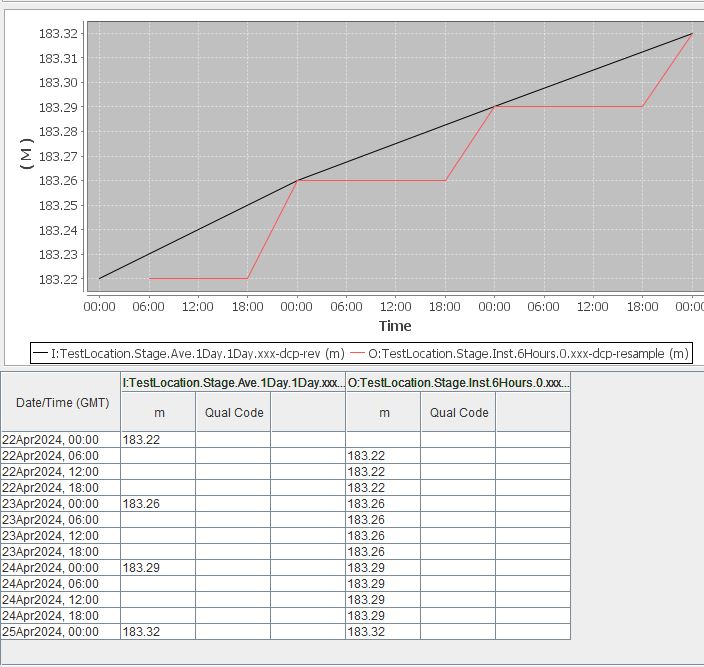 183.32
183.31
183.30
183.29
183.28
183.27
183.26
183.25
183.24
183.23
183.22
( M )
00:00 06:00 12:00 18:00 00:00 06:00 12:00 18:00 00:00 06:00 12:00 18:00 00:00
Time
I:TestLocation.Stage.Ave.1Day.1Day.xxx-dcp-rev (m) O:TestLocation.Stage.Inst.6Hours.0.xxx-dcp-resample (m)
Date/Time (GMT) I:TestLocation.Stage.Ave.1Day.1Day.xxx... O:TestLocation.Stage.Inst.6Hours.0.xxx...
m Qual Code m Qual Code
22Apr2024, 00:00 183.22
22Apr2024, 06:00 183.22
22Apr2024, 12:00 183.22
22Apr2024, 18:00 183.22
23Apr2024, 00:00 183.26 183.26
23Apr2024, 06:00 183.26
23Apr2024, 12:00 183.26
23Apr2024, 18:00 183.26
24Apr2024, 00:00 183.29 183.29
24Apr2024, 06:00 183.29
24Apr2024, 12:00 183.29
24Apr2024, 18:00 183.29
25Apr2024, 00:00 183.32 183.32